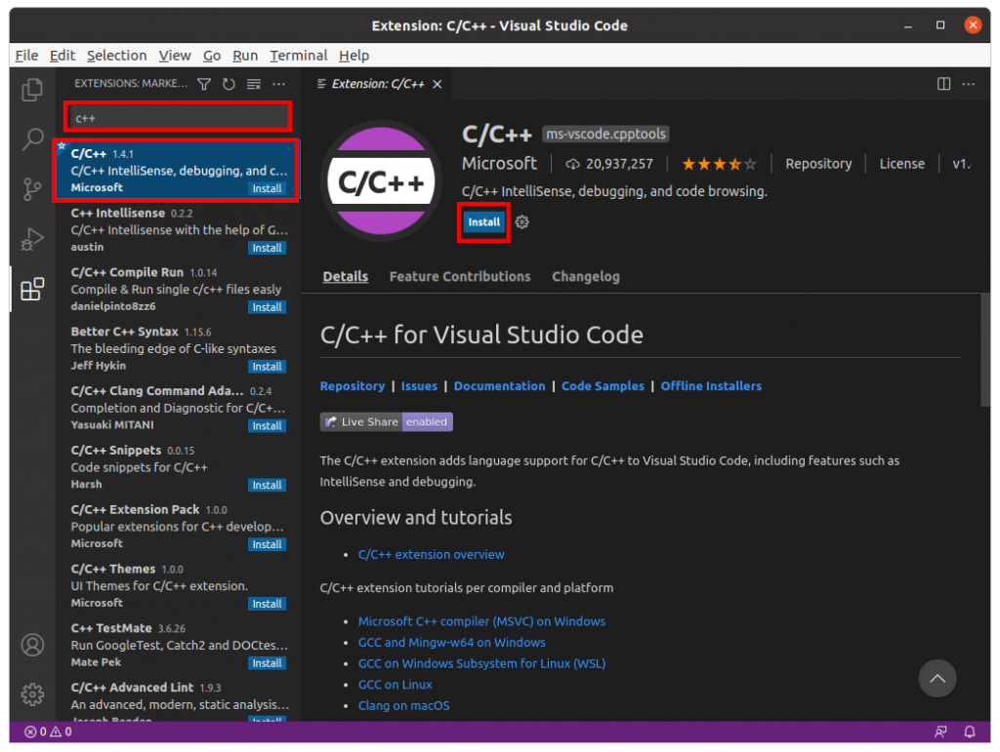 Extension: C/C++ - Visual Studio Code
File Edit Selection View Go Run Terminal Help
EXTENSIONS: MARKE...
c++
C/C++ 1.4.1
C/C++ IntelliSense, debugging, and c...
Microsoft Install
C++ Intellisense 0.2.2
C/C++ Intellisense with the help of G...
austin Install
C/C++ Compile Run 1.0.14
Compile & Run single c/c++ files easly
danielpinto8zz6 Install
Better C++ Syntax 1.15.6
The bleeding edge of C-like syntaxes
Jeff Hykin Install
C/C++ Clang Command Ada... 0.2.4
Completion and Diagnostic for C/C+...
Yasuaki MITANI Install
C/C++ Snippets 0.0.15
Code snippets for C/C++
Harsh Install
C/C++ Extension Pack 1.0.0
Popular extensions for C++ develop...
Microsoft Install
C/C++ Themes 1.0.0
UI Themes for C/C++ extension.
Microsoft Install
C++ TestMate 3.6.26
Run GoogleTest, Catch2 and DOCtes...
Mate Pek Install
C/C++ Advanced Lint 1.9.3
An advanced, modern, static analysis...
Joseph Benden Install
Extension: C/C++
C/C++
C/C++ ms-vscode.cpptools
Microsoft 20,937,257 Repository License v1.
C/C++ IntelliSense, debugging, and code browsing.
Install
Details Feature Contributions Changelog
C/C++ for Visual Studio Code
Repository | Issues | Documentation | Code Samples | Offline Installers
Live Share enabled
The C/C++ extension adds language support for C/C++ to Visual Studio Code, including features such as
IntelliSense and debugging.
Overview and tutorials
• C/C++ extension overview
C/C++ extension tutorials per compiler and platform
• Microsoft C++ compiler (MSVC) on Windows
• GCC and Mingw-w64 on Windows
• GCC on Windows Subsystem for Linux (WSL)
• GCC on Linux
• Clang on macOS
0 0